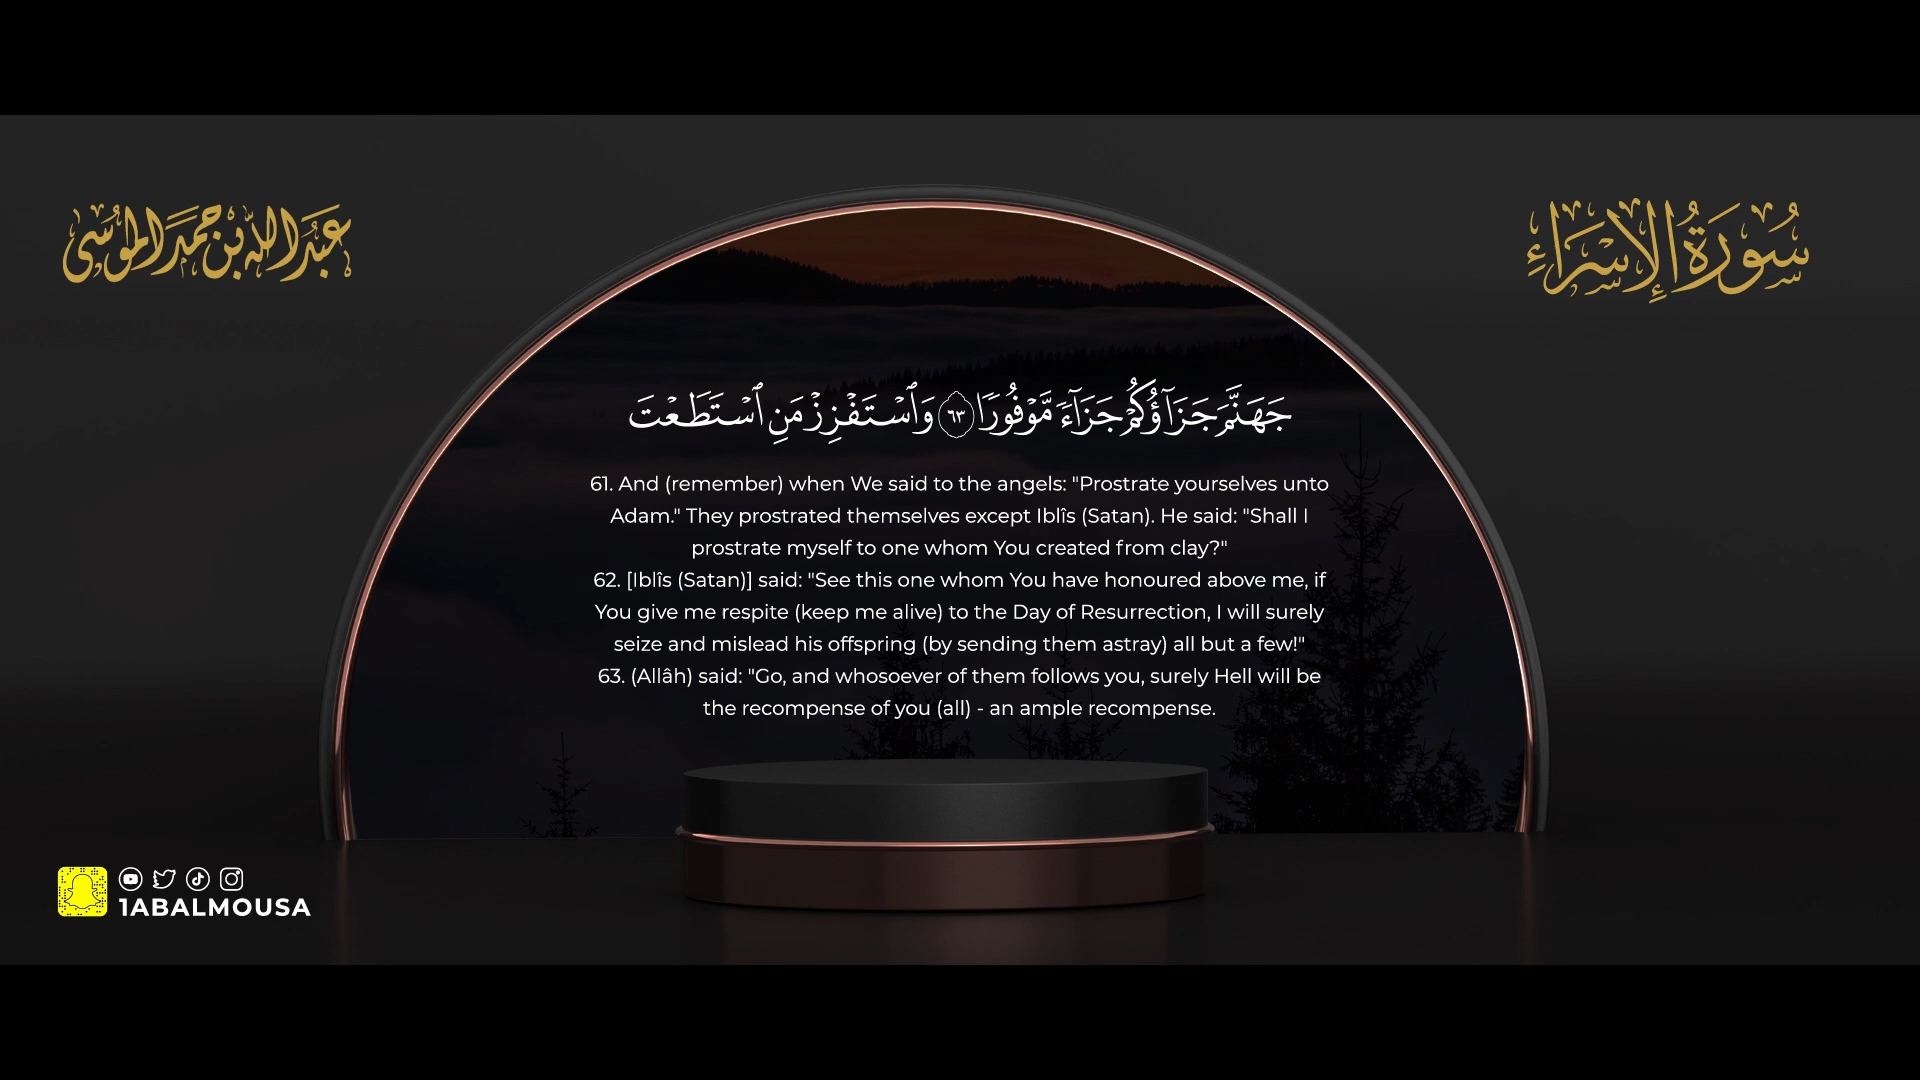 عَبْدُ اللهِ بْنُ حَمَدَ الْمُوسَى
سُورَةُ الْإِسْرَاءِ
جَهَنَّمَ جَزَآؤُكُمْ جَزَآءً مَّوْفُورًا ٦٣ وَٱسْتَفْزِزْ مَنِ ٱسْتَطَعْتَ
61. And (remember) when We said to the angels: "Prostrate yourselves unto
Adam." They prostrated themselves except Iblîs (Satan). He said: "Shall I
prostrate myself to one whom You created from clay?"
62. [Iblîs (Satan)] said: "See this one whom You have honoured above me, if
You give me respite (keep me alive) to the Day of Resurrection, I will surely
seize and mislead his offspring (by sending them astray) all but a few!"
63. (Allâh) said: "Go, and whosoever of them follows you, surely Hell will be
the recompense of you (all) - an ample recompense.
1ABALMOUSA